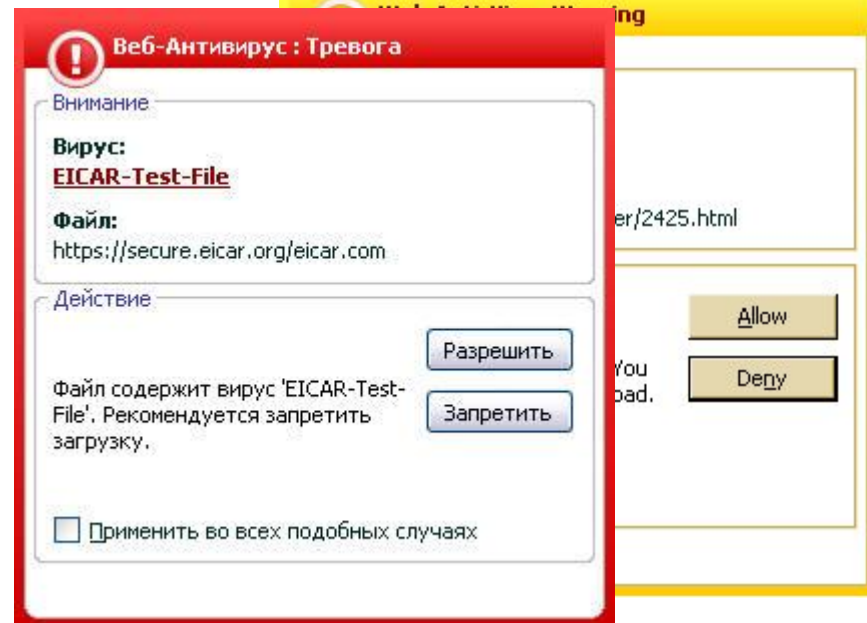 Веб-Антивирус : Тревога
Внимание
Вирус:
EICAR-Test-File
Файл:
https://secure.eicar.org/eicar.com
Действие
Файл содержит вирус 'EICAR-Test-
File'. Рекомендуется запретить
загрузку.
Разрешить
Запретить
Применить во всех подобных случаях
ing
er/2425.html
You
oad.
Allow
Deny